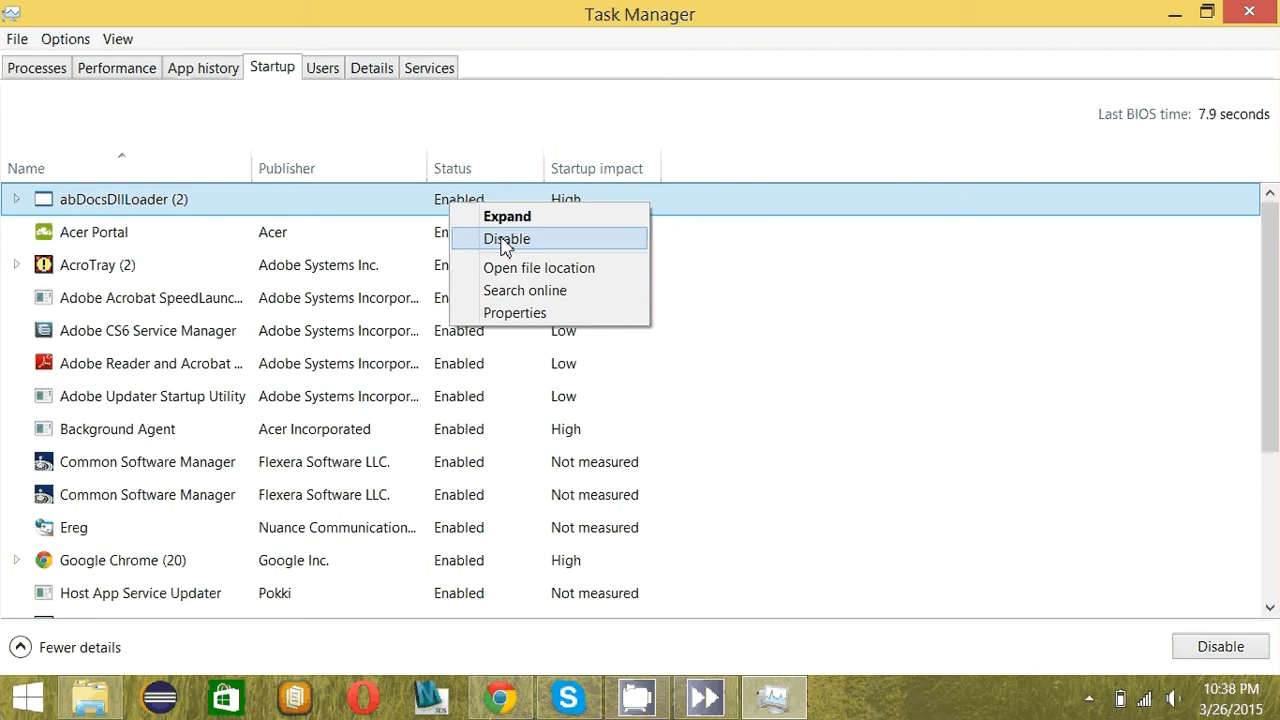 Task Manager
File Options View
Processes Performance App history Startup Users Details Services
Last BIOS time: 7.9 seconds
Name Publisher Status Startup impact
abDocsDllLoader (2) Enabled High
Expand
Acer Portal Acer En
Disable
AcroTray (2) Adobe Systems Inc. En
Open file location
Search online
Adobe Acrobat SpeedLaunc... Adobe Systems Incorpor... En
Properties
Adobe CS6 Service Manager Adobe Systems Incorpor... Enabled Low
Adobe Reader and Acrobat ... Adobe Systems Incorpor... Enabled Low
Adobe Updater Startup Utility Adobe Systems Incorpor... Enabled Low
Background Agent Acer Incorporated Enabled High
Common Software Manager Flexera Software LLC. Enabled Not measured
Common Software Manager Flexera Software LLC. Enabled Not measured
Ereg Nuance Communication... Enabled Not measured
Google Chrome (20) Google Inc. Enabled High
Host App Service Updater Pokki Enabled Not measured
Fewer details Disable
10:38 PM
3/26/2015